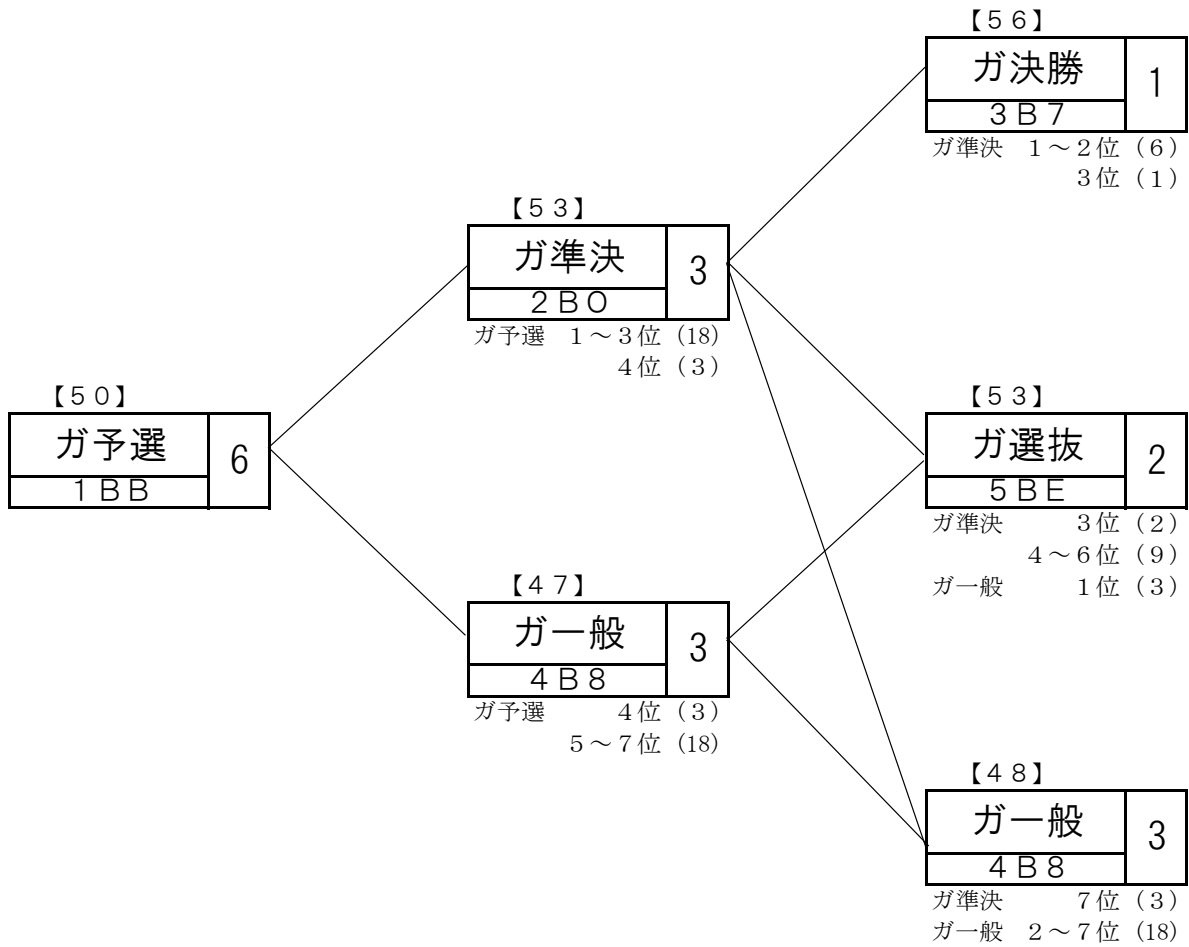 【５０】
ガ予選
6
１ＢＢ
【５３】
ガ準決
3
２ＢＯ
ガ予選　１～３位 (18)
４位 (３)
【４７】
ガ一般
3
４Ｂ８
ガ予選　４位 (３)
５～７位 (18)
【５６】
ガ決勝
1
３Ｂ７
ガ準決　１～２位 (６)
３位 (１)
【５３】
ガ選抜
2
５ＢＥ
ガ準決　３位 (２)
４～６位 (９)
ガ一般　１位 (３)
【４８】
ガ一般
3
４Ｂ８
ガ準決　７位 (３)
ガ一般　２～７位 (18)